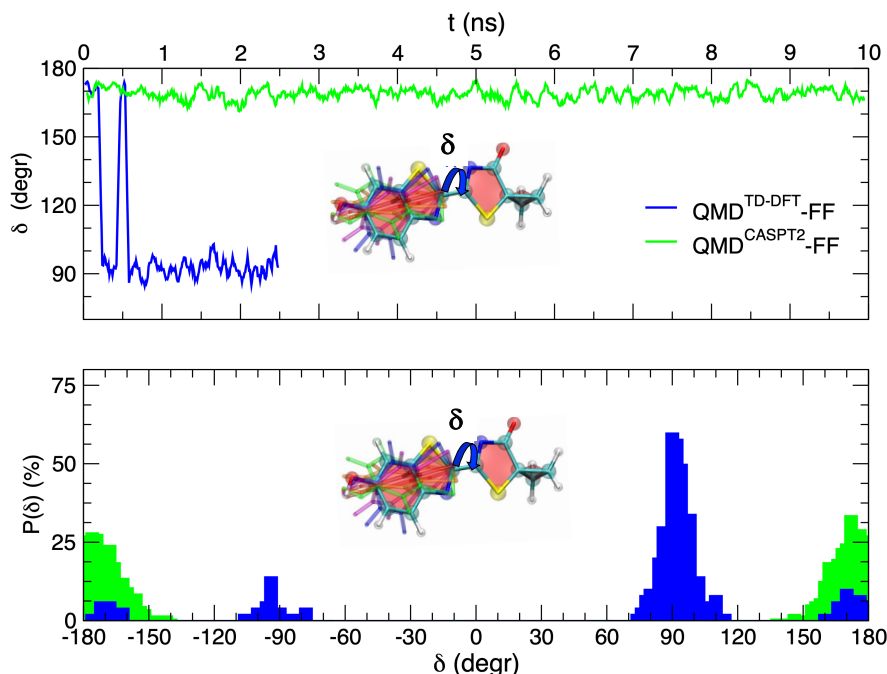 t (ns)
0 1 2 3 4 5 6 7 8 9 10
180
150
120
90
δ (degr)
δ
QMD^TD-DFT-FF
QMD^CASPT2-FF
75
50
25
0
P(δ) (%)
δ
-180 -150 -120 -90 -60 -30 0 30 60 90 120 150 180
δ (degr)